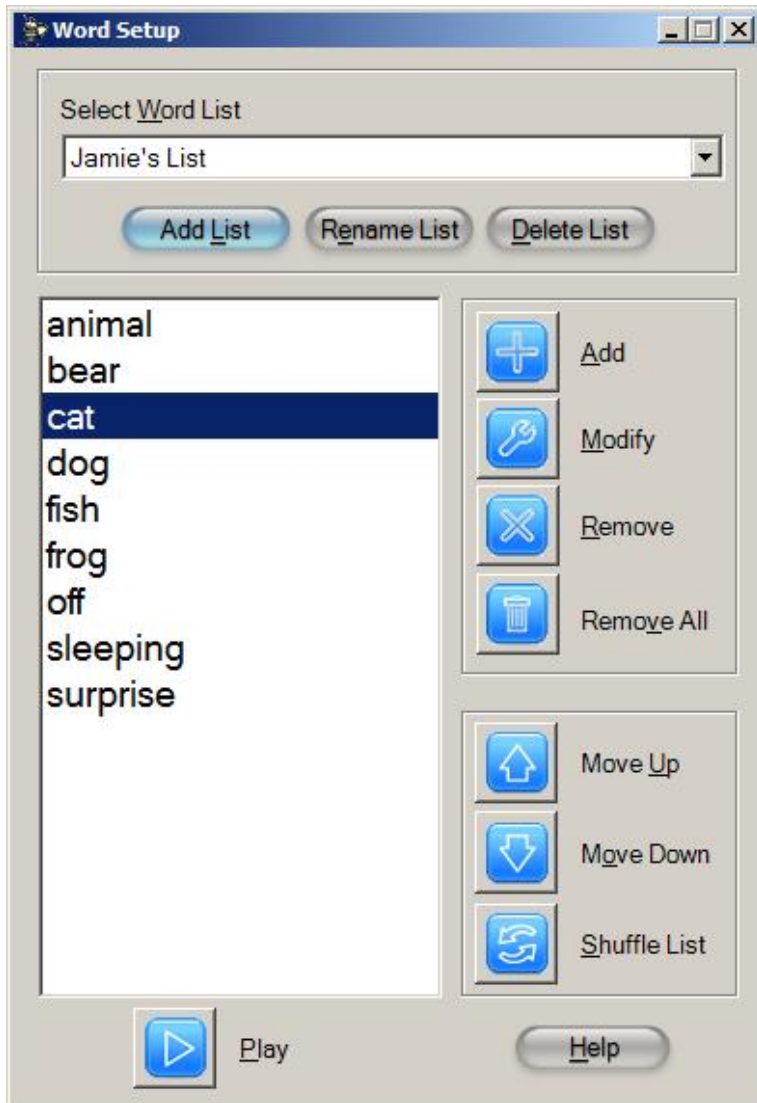 Word Setup
Select Word List
Jamie's List
Add List
Rename List
Delete List
animal
bear
cat
dog
fish
frog
off
sleeping
surprise
Add
Modify
Remove
Remove All
Move Up
Move Down
Shuffle List
Play
Help